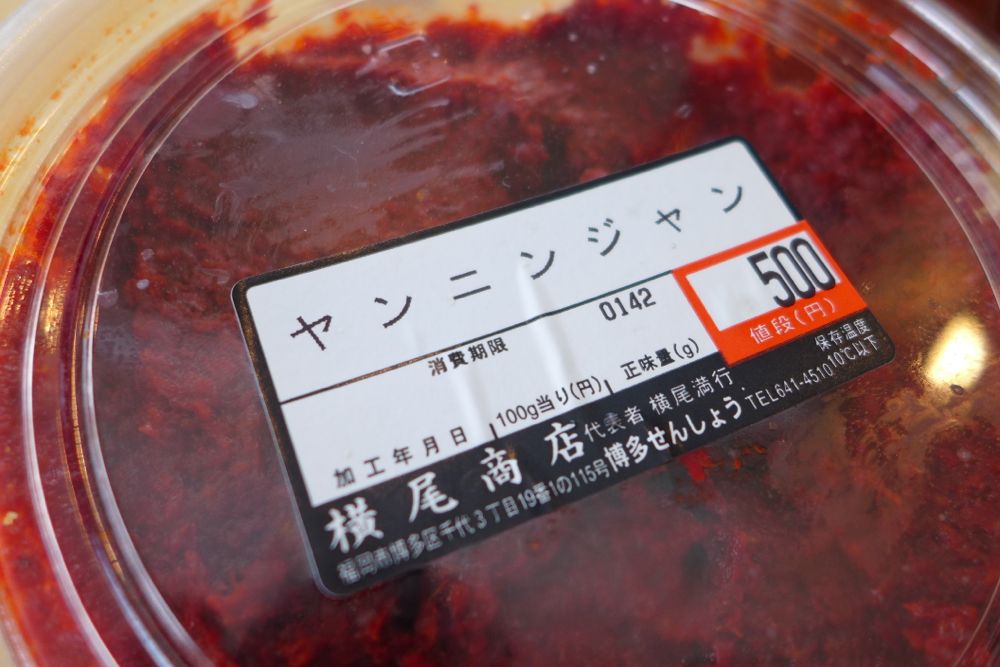 ヤンニンジャン
消費期限
0142
500
値段(円)
加工年月日
100g当り(円)
正味量(g)
保存温度
10℃以下
横尾商店
代表者 横尾満行
福岡市博多区千代3丁目19番1の115号
博多せんしょう
TEL641-4510